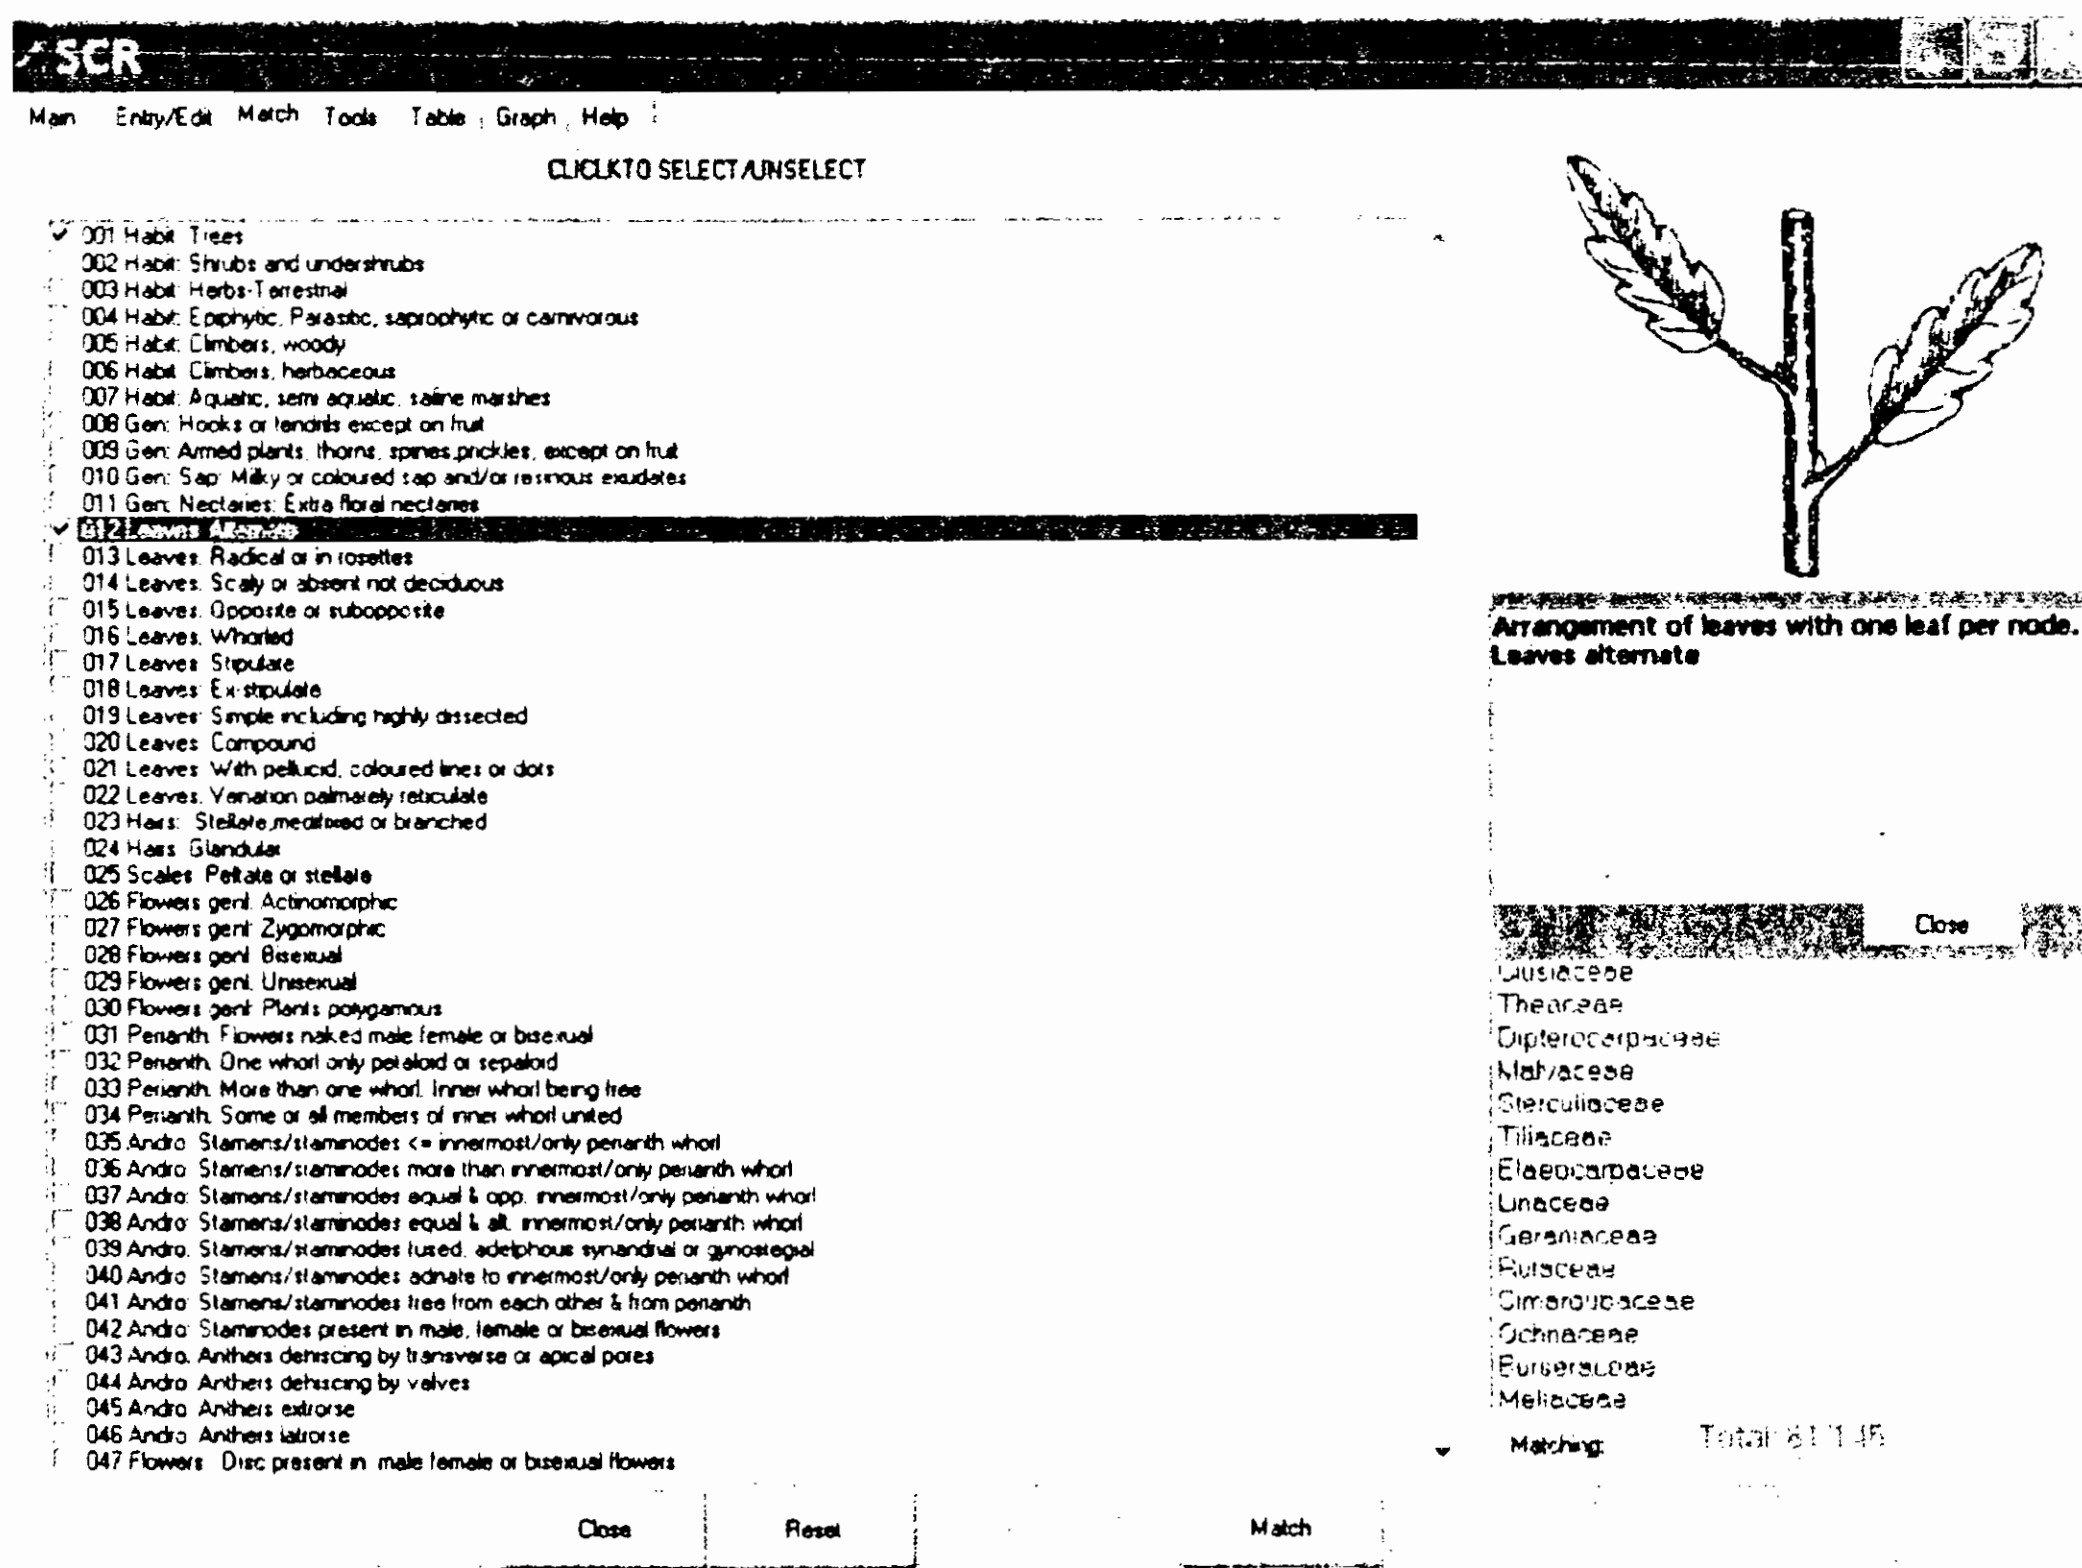 SCR
Main Entry/Edit Match Tools Table Graph Help
CLICLKTO SELECT/UNSELECT
001 Habit: Trees
002 Habit: Shrubs and undershrubs
003 Habit: Herbs-Terrestrial
004 Habit: Epiphytic, Parasitic, saprophytic or carnivorous
005 Habit: Climbers, woody
006 Habit: Climbers, herbaceous
007 Habit: Aquatic, semi aquatic, saline marshes
008 Gen: Hooks or tendrils except on fruit
009 Gen: Armed plants, thorns, spines,prickles, except on fruit
010 Gen: Sap: Milky or coloured sap and/or resinous exudates
011 Gen: Nectaries: Extra floral nectaries
012 Leaves: Alternate
013 Leaves: Radical or in rosettes
014 Leaves: Scaly or absent not deciduous
015 Leaves: Opposite or subopposite
016 Leaves: Whorled
017 Leaves: Stipulate
018 Leaves: Ex-stipulate
019 Leaves: Simple including highly dissected
020 Leaves: Compound
021 Leaves: With pellucid, coloured lines or dots
022 Leaves: Venation palmately reticulate
023 Hairs: Stellate,medifixed or branched
024 Hairs: Glandular
025 Scales: Peltate or stellate
026 Flowers genl: Actinomorphic
027 Flowers genl: Zygomorphic
028 Flowers genl: Bisexual
029 Flowers genl: Unisexual
030 Flowers genl: Plants polygamous
031 Perianth: Flowers naked male female or bisexual
032 Perianth: One whorl only petaloid or sepaloid
033 Perianth: More than one whorl. Inner whorl being free
034 Perianth: Some or all members of inner whorl united
035 Andro: Stamens/staminodes <= innermost/only perianth whorl
036 Andro: Stamens/staminodes more than innermost/only perianth whorl
037 Andro: Stamens/staminodes equal & opp. innermost/only perianth whorl
038 Andro: Stamens/staminodes equal & alt. innermost/only perianth whorl
039 Andro: Stamens/staminodes fused, adelphous synandrial or gynostegial
040 Andro: Stamens/staminodes adnate to innermost/only perianth whorl
041 Andro: Stamens/staminodes free from each other & from perianth
042 Andro: Staminodes present in male, female or bisexual flowers
043 Andro: Anthers dehiscing by transverse or apical pores
044 Andro: Anthers dehiscing by valves
045 Andro: Anthers extrorse
046 Andro: Anthers latrorse
047 Flowers: Disc present in male female or bisexual flowers
Close Reset Match
Arrangement of leaves with one leaf per node.
Leaves alternate
Close
Clusiaceae
Theaceae
Dipterocarpaceae
Malvaceae
Sterculiaceae
Tiliaceae
Elaeocarpaceae
Linaceae
Geraniaceae
Rutaceae
Simaroubaceae
Ochnaceae
Burseraceae
Meliaceae
Matching: Total: